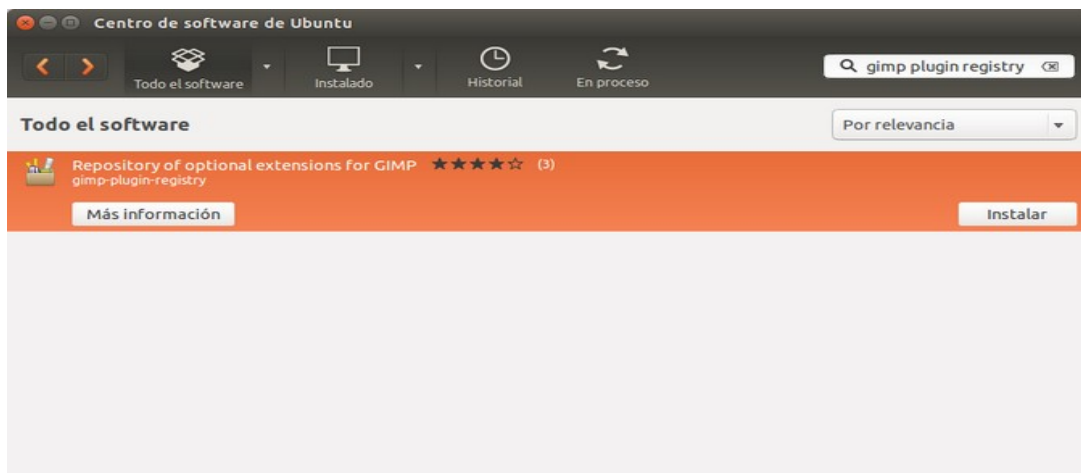 Centro de software de Ubuntu
Todo el software
Instalado
Historial
En proceso
gimp plugin registry
Todo el software
Por relevancia
Repository of optional extensions for GIMP (3)
gimp-plugin-registry
Más información
Instalar